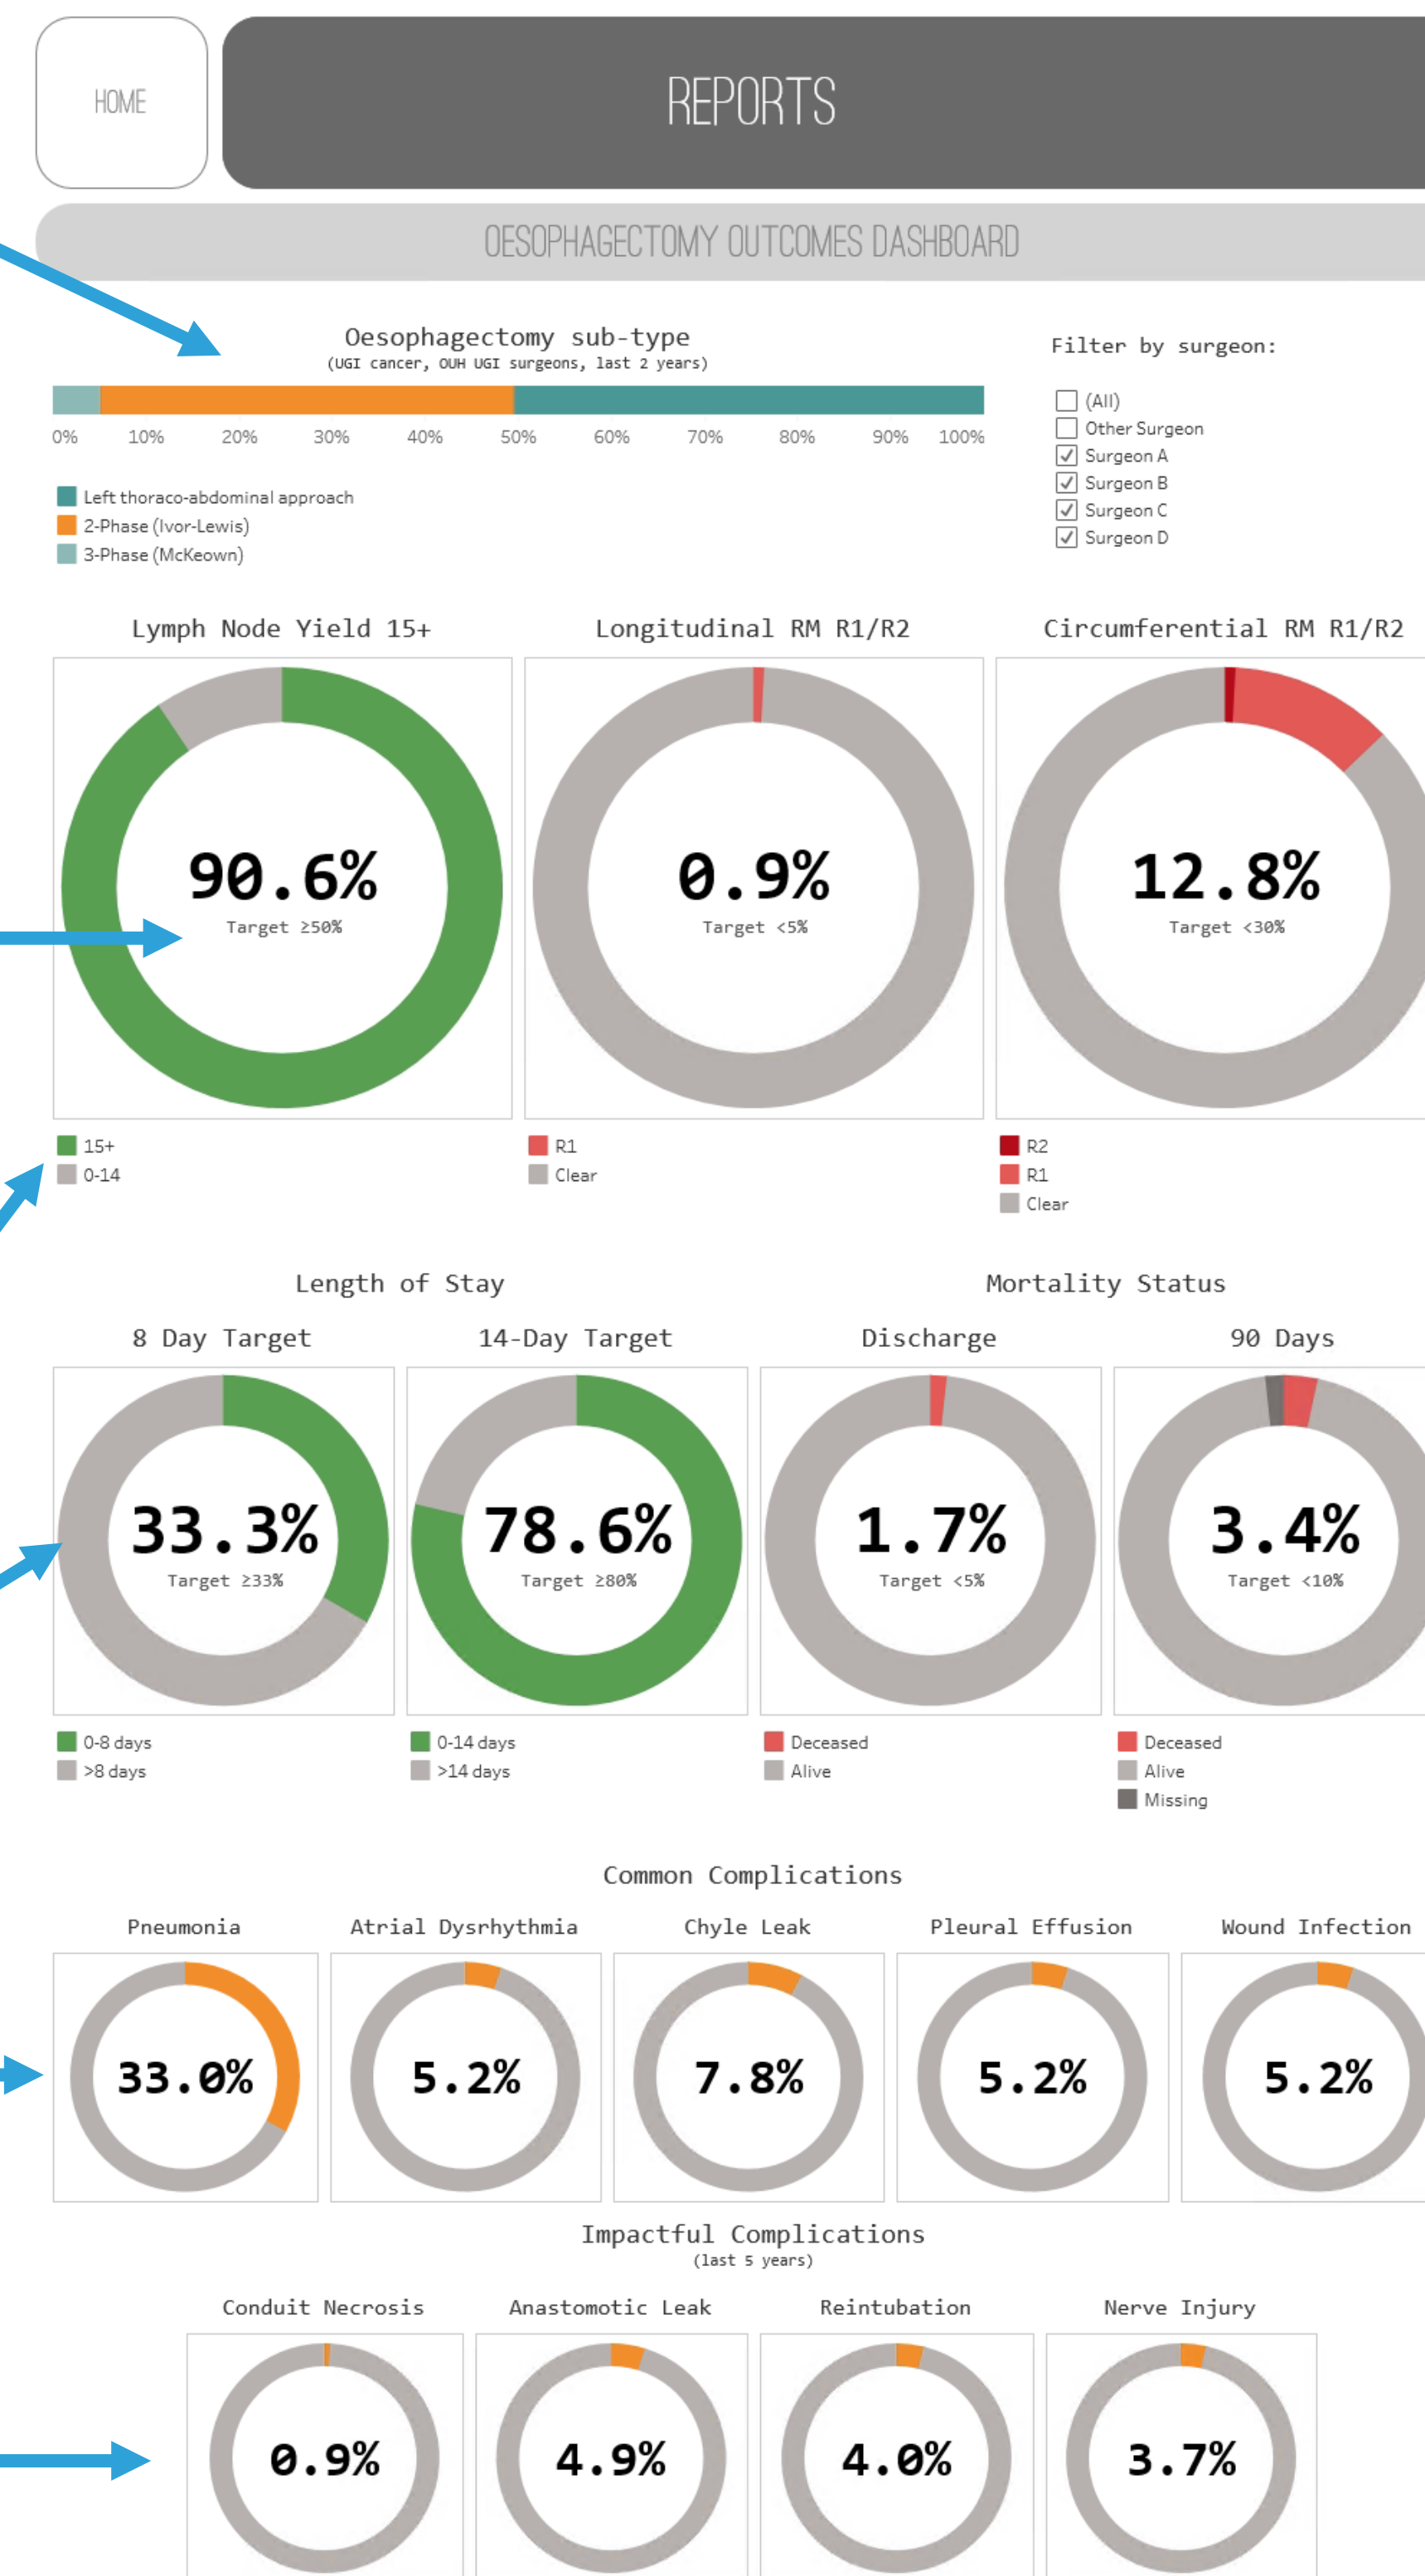 HOME
REPORTS
OESOPHAGECTOMY OUTCOMES DASHBOARD
Oesophagectomy sub-type
(UGI cancer, OUH UGI surgeons, last 2 years)
0% 10% 20% 30% 40% 50% 60% 70% 80% 90% 100%
Left thoraco-abdominal approach
2-Phase (Ivor-Lewis)
3-Phase (McKeown)
Filter by surgeon:
(All)
Other Surgeon
Surgeon A
Surgeon B
Surgeon C
Surgeon D
Lymph Node Yield 15+
90.6%
Target ≥50%
15+
0-14
Longitudinal RM R1/R2
0.9%
Target <5%
R1
Clear
Circumferential RM R1/R2
12.8%
Target <30%
R2
R1
Clear
Length of Stay
8 Day Target
33.3%
Target ≥33%
0-8 days
>8 days
14-Day Target
78.6%
Target ≥80%
0-14 days
>14 days
Mortality Status
Discharge
1.7%
Target <5%
Deceased
Alive
90 Days
3.4%
Target <10%
Deceased
Alive
Missing
Common Complications
Pneumonia
33.0%
Atrial Dysrhythmia
5.2%
Chyle Leak
7.8%
Pleural Effusion
5.2%
Wound Infection
5.2%
Impactful Complications
(last 5 years)
Conduit Necrosis
0.9%
Anastomotic Leak
4.9%
Reintubation
4.0%
Nerve Injury
3.7%